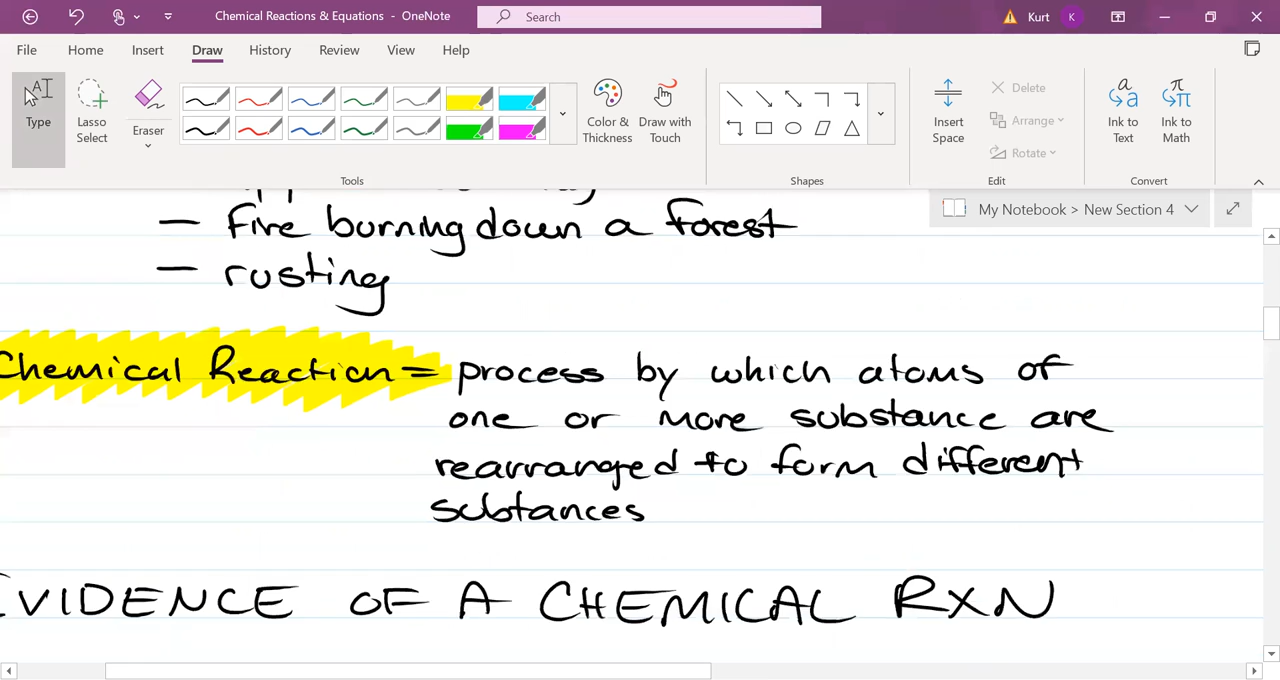 Chemical Reactions & Equations - OneNote
Search
Kurt
K
File Home Insert Draw History Review View Help
Type
Lasso Select
Eraser
Color & Thickness
Draw with Touch
Insert Space
Delete
Arrange
Rotate
Ink to Text
Ink to Math
Tools
Shapes
Edit
Convert
My Notebook > New Section 4
- Fire burning down a forest
- rusting
Chemical Reaction = process by which atoms of
one or more substance are
rearranged to form different
substances
EVIDENCE OF A CHEMICAL RXN